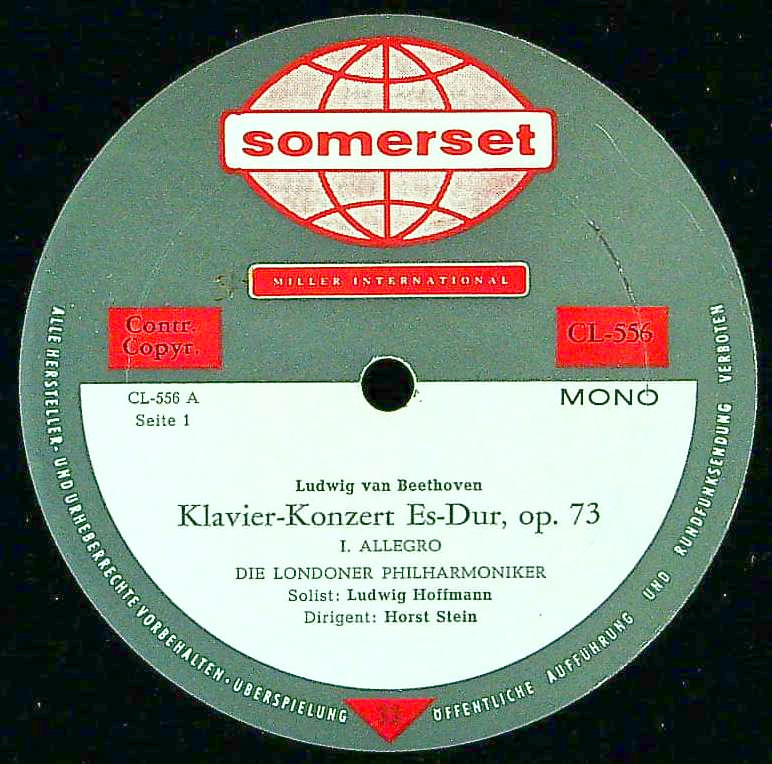 somerset
MILLER INTERNATIONAL
Contr.
Copyr.
CL-556
CL-556 A
Seite 1
MONO
Ludwig van Beethoven
Klavier-Konzert Es-Dur, op. 73
I. ALLEGRO
DIE LONDONER PHILHARMONIKER
Solist: Ludwig Hoffmann
Dirigent: Horst Stein
ALLE HERSTELLER- UND URHEBERRECHTE VORBEHALTEN · ÜBERSPIELUNG
33
ÖFFENTLICHE AUFFÜHRUNG UND RUNDFUNKSENDUNG VERBOTEN